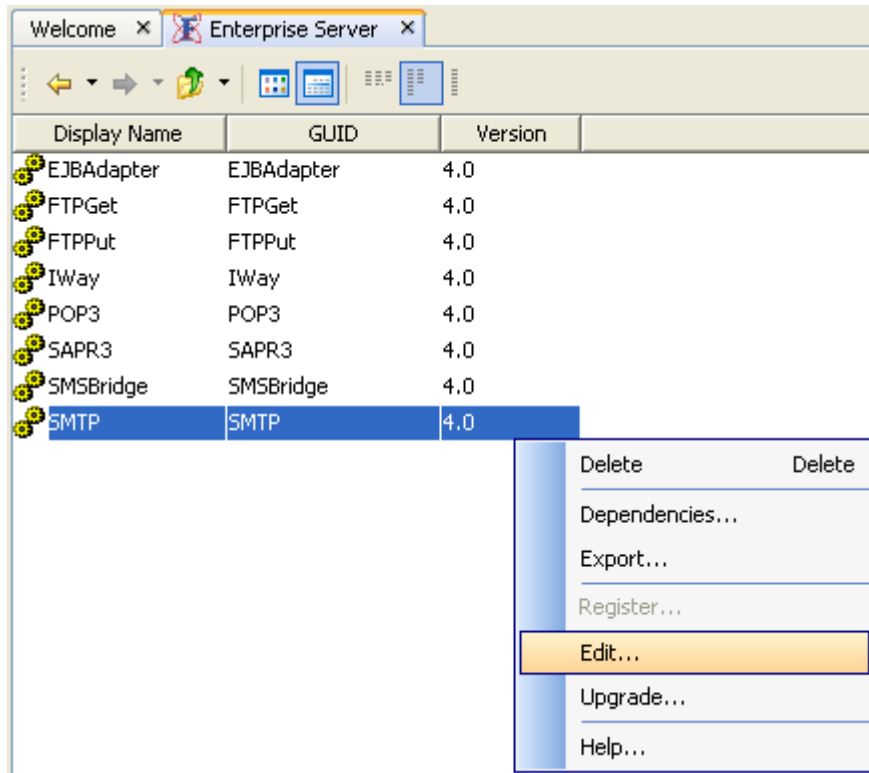 Welcome Enterprise Server
Display Name GUID Version
EJBAdapter EJBAdapter 4.0
FTPGet FTPGet 4.0
FTPPut FTPPut 4.0
IWay IWay 4.0
POP3 POP3 4.0
SAPR3 SAPR3 4.0
SMSBridge SMSBridge 4.0
SMTP SMTP 4.0
Delete Delete
Dependencies...
Export...
Register...
Edit...
Upgrade...
Help...